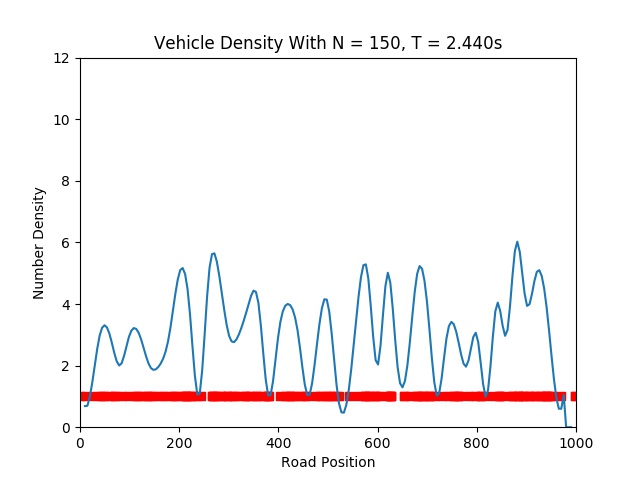 Vehicle Density With N = 150, T = 2.440s
12
10
8
6
4
2
0
Number Density
0 200 400 600 800 1000
Road Position